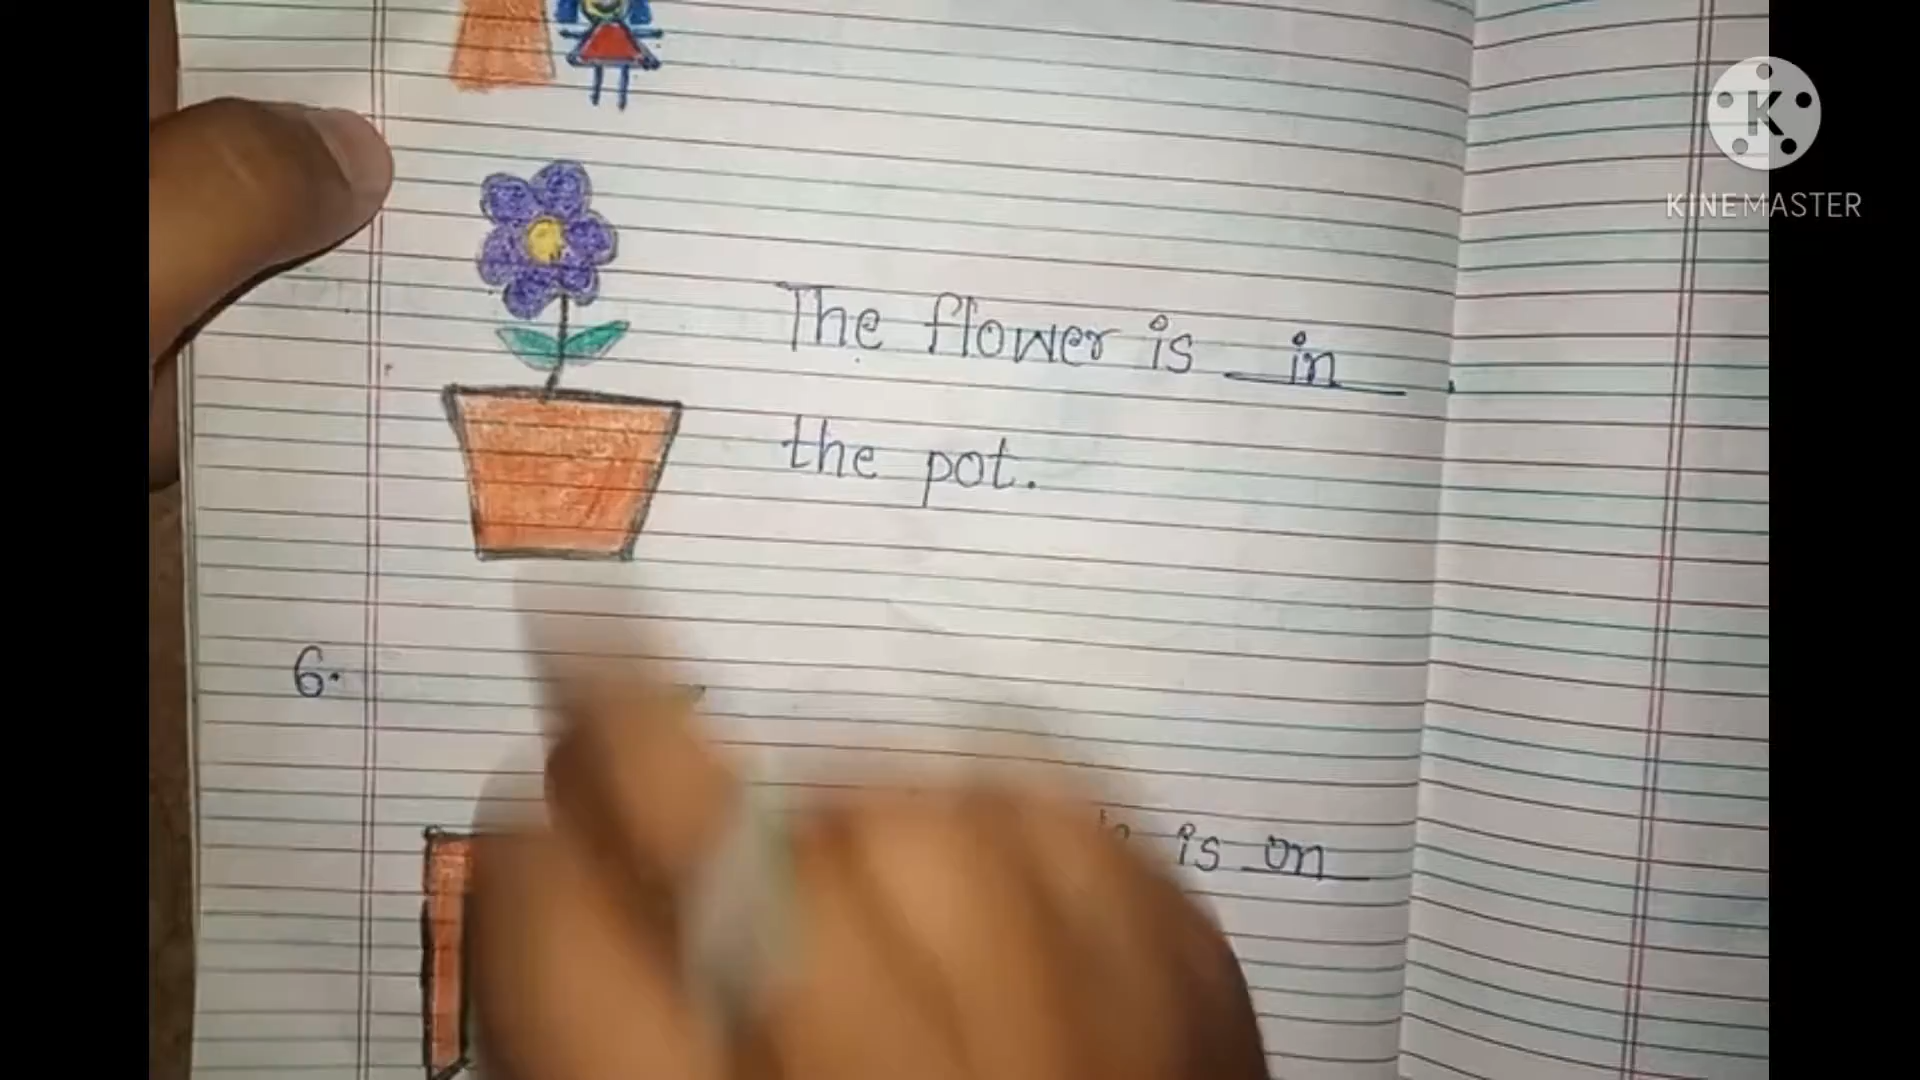 K
KINEMASTER
The flower is in
the pot.
6.
is on